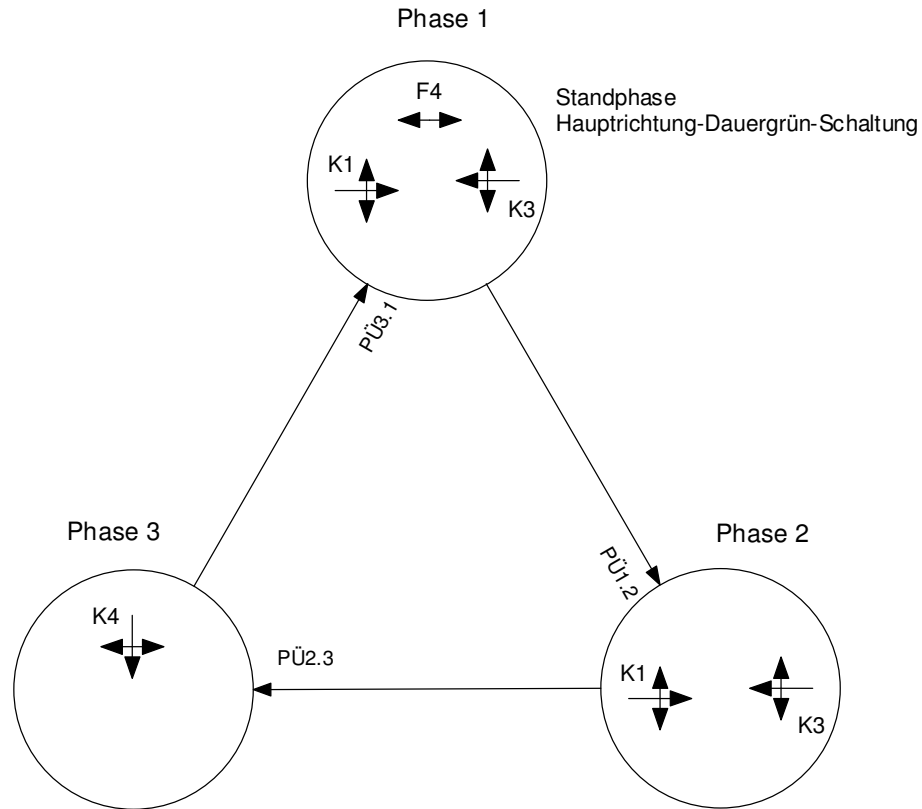 Phase 1
F4
Standphase
Hauptrichtung-Dauergrün-Schaltung
K1
K3
PÜ3.1
PÜ1.2
Phase 3
Phase 2
K4
PÜ2.3
K1
K3